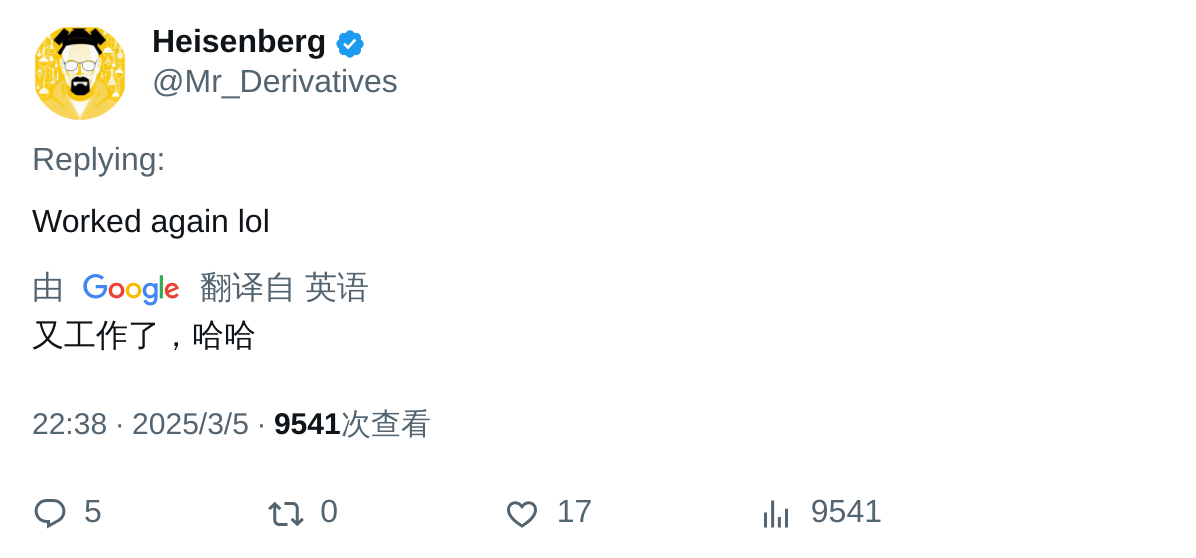 Heisenberg
@Mr_Derivatives
Replying:
Worked again lol
由 Google 翻译自 英语
又工作了，哈哈
22:38 · 2025/3/5 · 9541次查看
5 0 17 9541